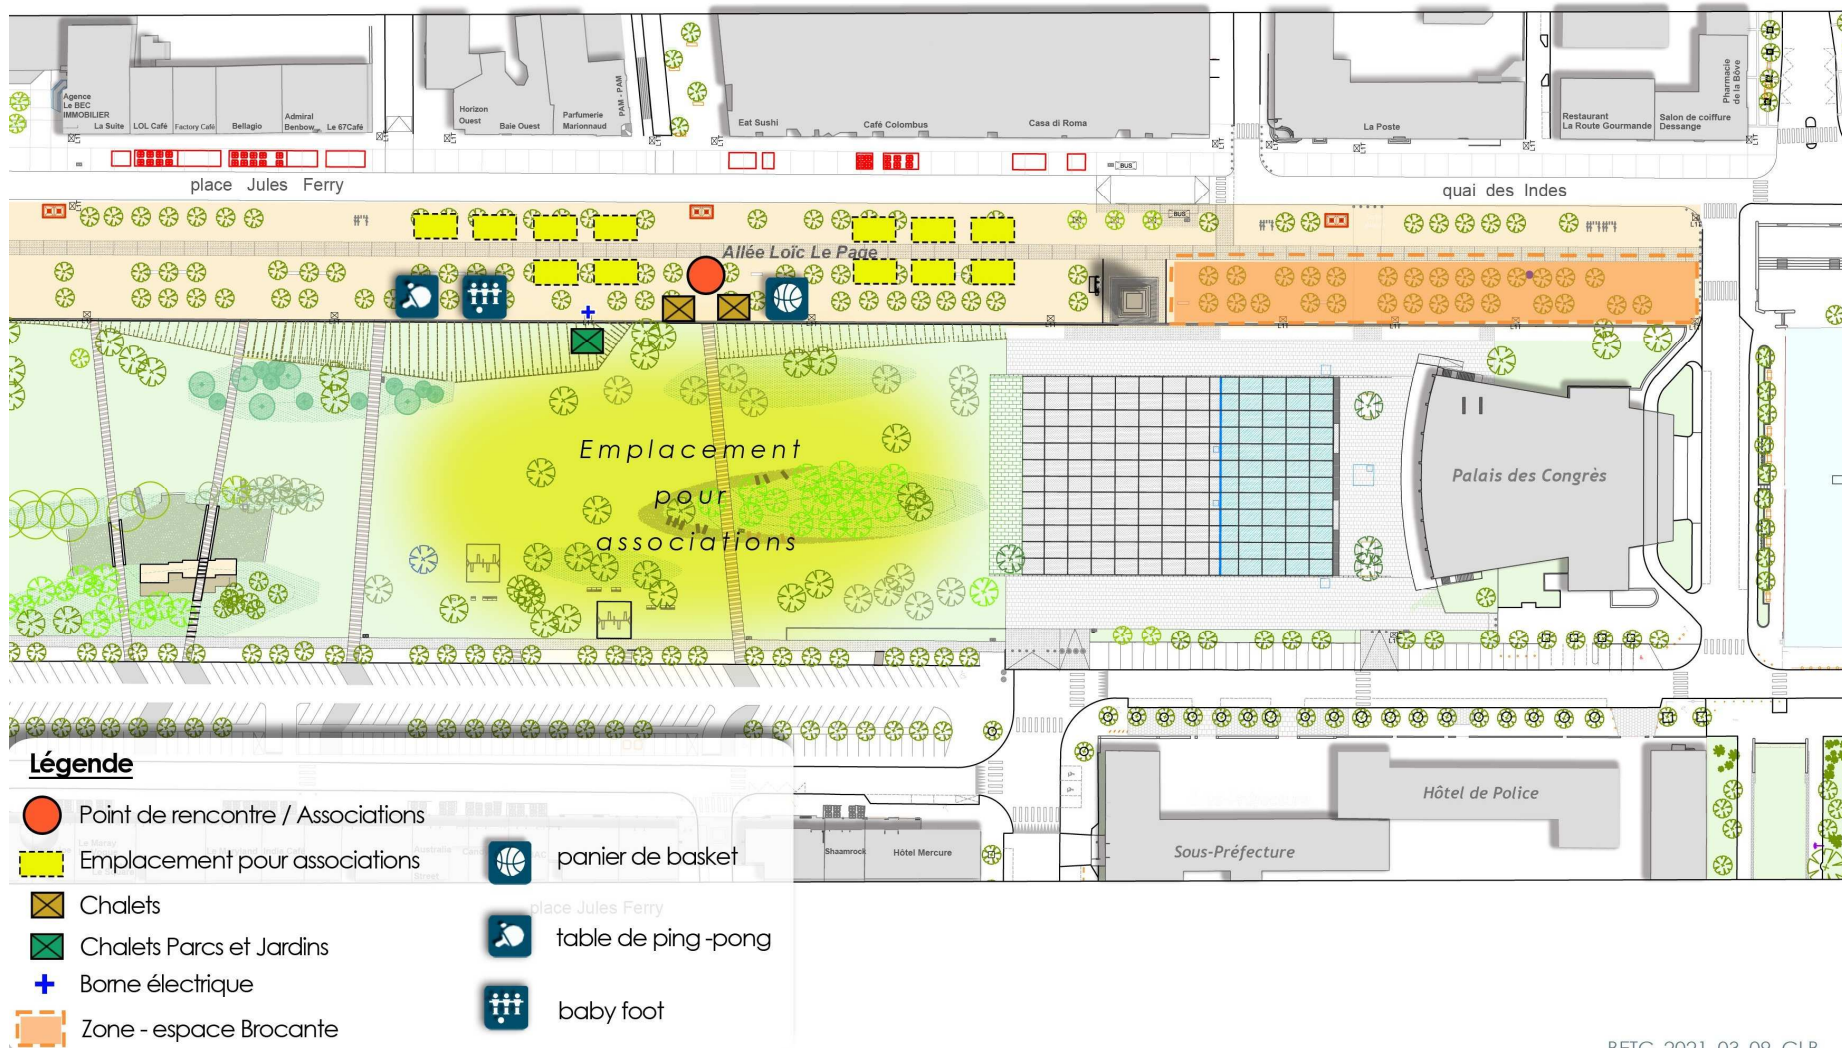 Agence
Le BEC
IMMOBILIER
La Suite
LOL Café
Factory Café
Bellagio
Admiral
Benbow
Le 67Café
Horizon
Ouest
Baie Ouest
Parfumerie
Marionnaud
PAM - PAM
Eat Sushi
Café Colombus
Casa di Roma
La Poste
Restaurant
La Route Gourmande
Salon de coiffure
Dessange
Pharmacie
de la Bôve
BUS
place Jules Ferry
quai des Indes
BUS
Allée Loïc Le Page
Emplacement
pour
associations
Palais des Congrès
Hôtel de Police
Sous-Préfecture
Shaamrock
Hôtel Mercure
Légende
Point de rencontre / Associations
Emplacement pour associations
Chalets
Chalets Parcs et Jardins
Borne électrique
Zone - espace Brocante
panier de basket
place Jules Ferry
table de ping -pong
baby foot